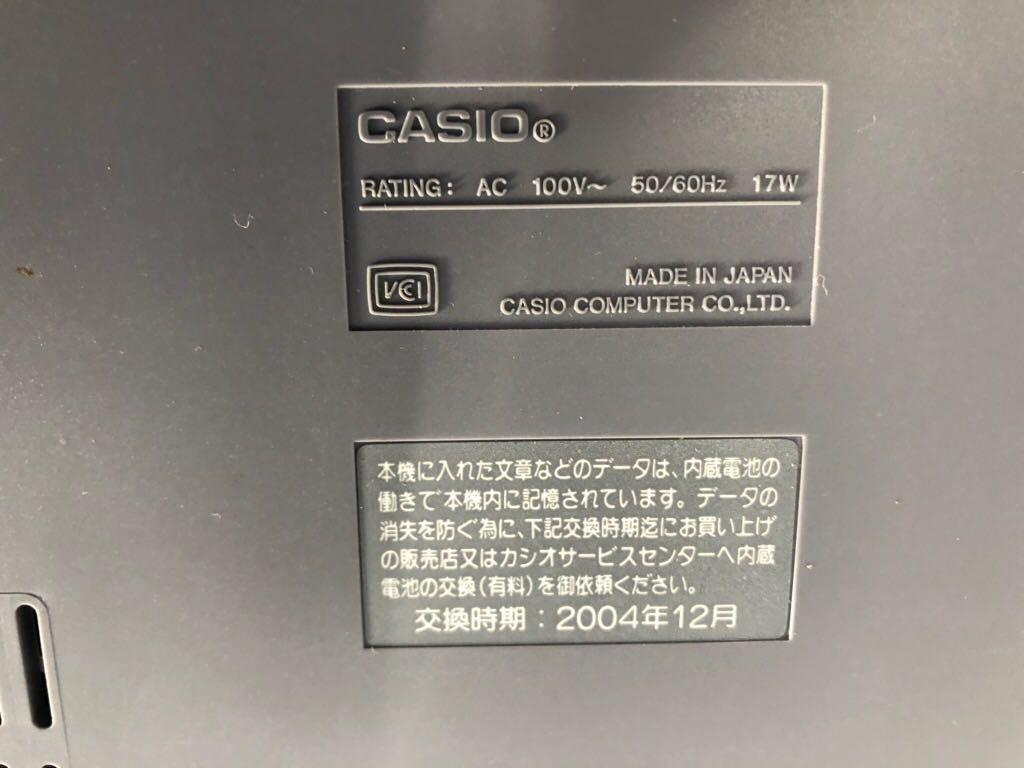 CASIO®
RATING: AC 100V~ 50/60Hz 17W
VCCI
MADE IN JAPAN
CASIO COMPUTER CO.,LTD.
本機に入れた文章などのデータは、内蔵電池の
働きで本機内に記憶されています。データの
消失を防ぐ為に、下記交換時期迄にお買い上げ
の販売店又はカシオサービスセンターへ内蔵
電池の交換(有料)を御依頼ください。
交換時期：2004年12月